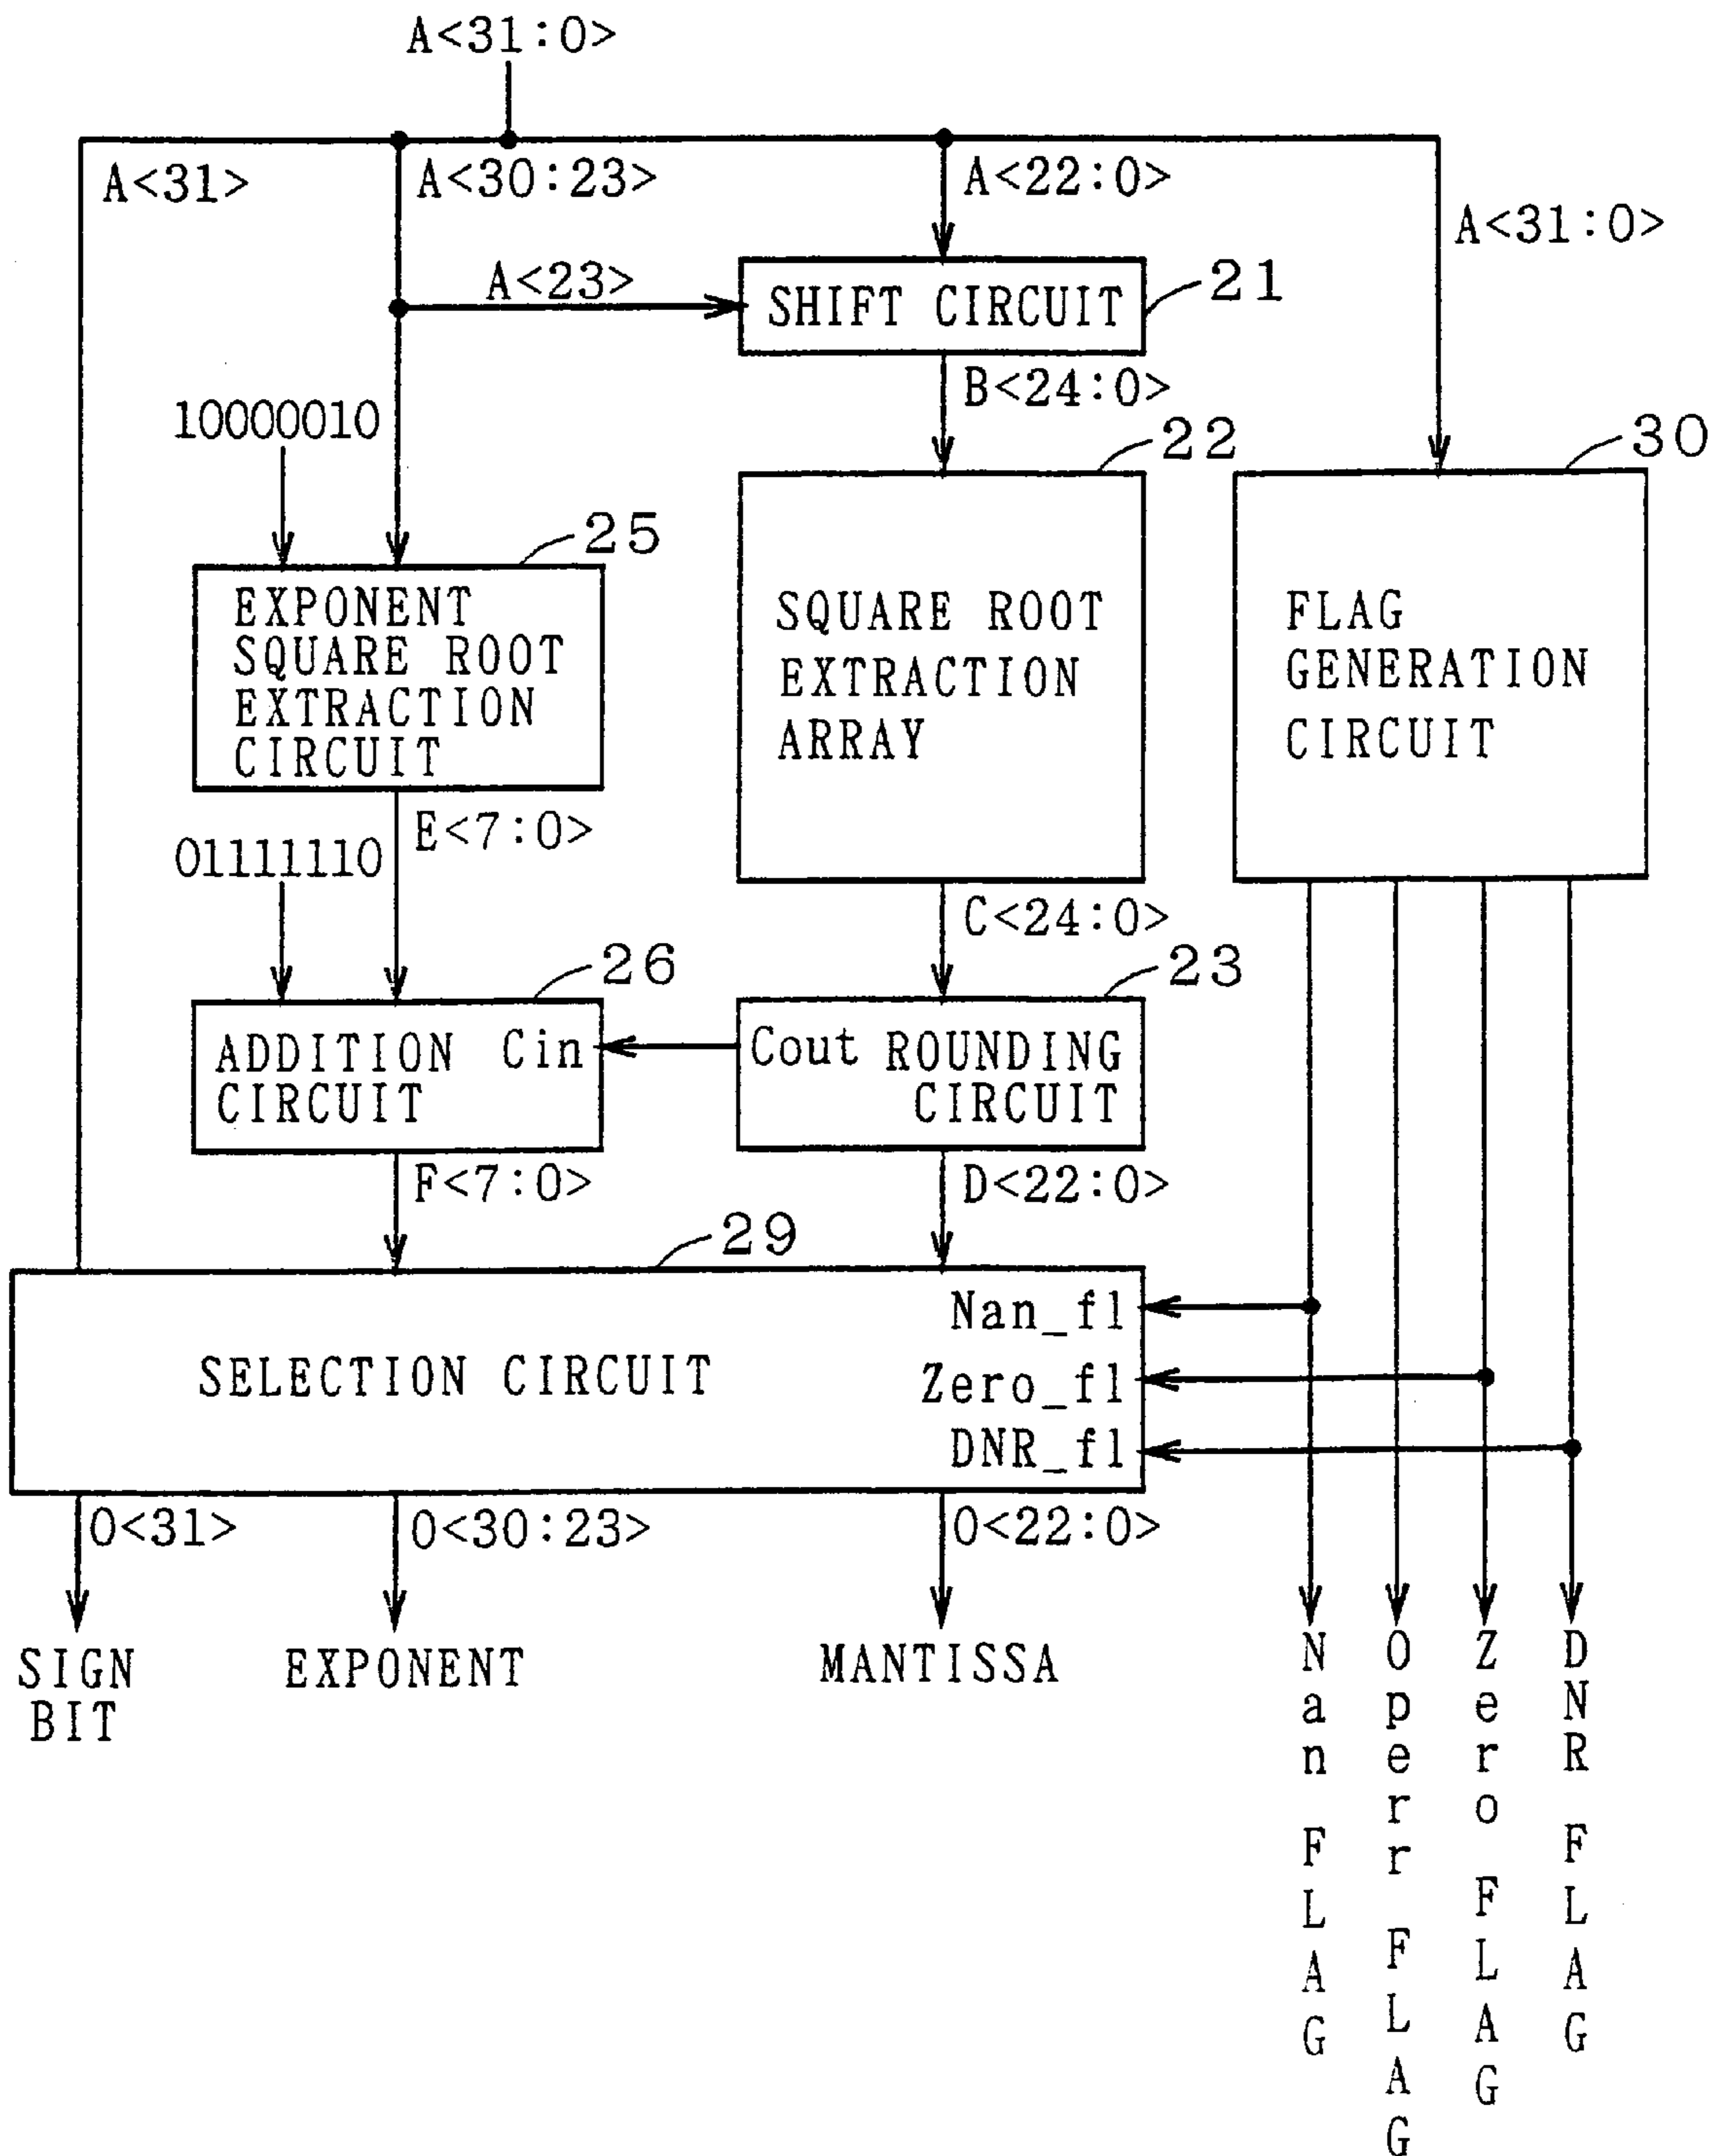 A<31:0>
A<31>
A<30:23>
A<22:0>
A<31:0>
A<23>
SHIFT CIRCUIT
21
B<24:0>
10000010
22
30
25
EXPONENT
SQUARE ROOT
EXTRACTION
CIRCUIT
SQUARE ROOT
EXTRACTION
ARRAY
FLAG
GENERATION
CIRCUIT
E<7:0>
01111110
C<24:0>
26
23
ADDITION
CIRCUIT
Cin
Cout
ROUNDING
CIRCUIT
F<7:0>
D<22:0>
29
SELECTION CIRCUIT
Nan_fl
Zero_fl
DNR_fl
O<31>
O<30:23>
O<22:0>
SIGN
BIT
EXPONENT
MANTISSA
Nan FLAG
Operr FLAG
Zero FLAG
DNR FLAG